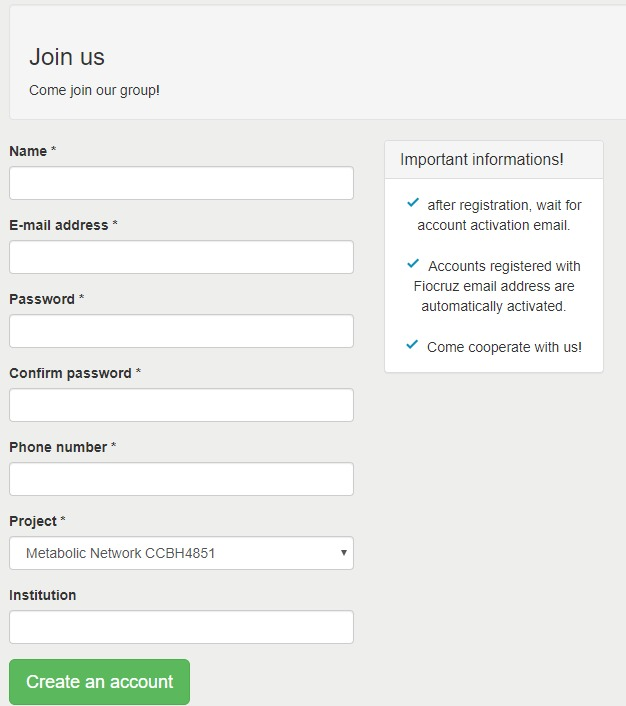 Join us
Come join our group!
Name *
E-mail address *
Password *
Confirm password *
Phone number *
Project *
Metabolic Network CCBH4851
Institution
Create an account
Important informations!
after registration, wait for
account activation email.
Accounts registered with
Fiocruz email address are
automatically activated.
Come cooperate with us!